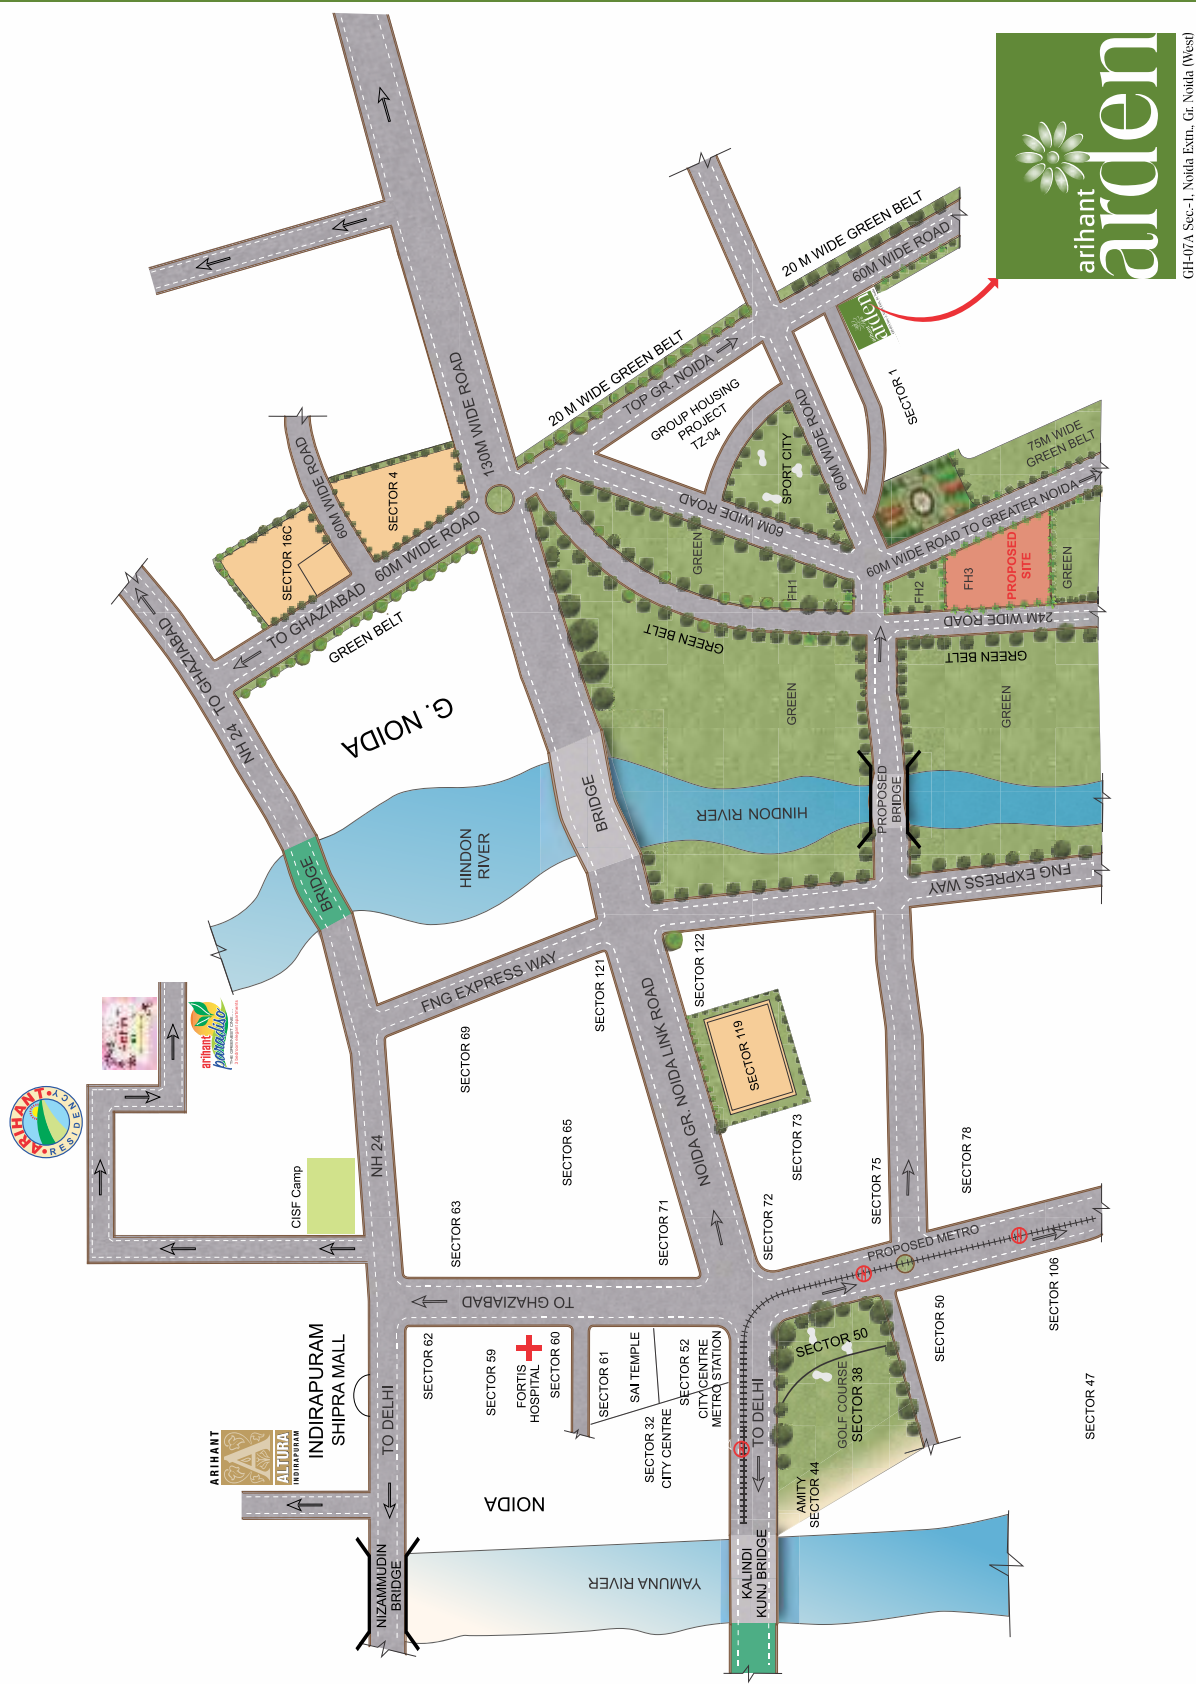 arihant
arden
GH-07A Sec.-1, Noida Extn., Gr. Noida (West)
20 M WIDE GREEN BELT
60M WIDE ROAD
arden
SECTOR 1
20 M WIDE GREEN BELT
TOP GR. NOIDA
GROUP HOUSING
PROJECT
TZ-04
SPORT CITY
60M WIDE ROAD
60M WIDE ROAD
75M WIDE
GREEN BELT
60M WIDE ROAD TO GREATER NOIDA
PROPOSED
SITE
FH3
FH2
GREEN
24M WIDE ROAD
GREEN BELT
GREEN
GREEN
FH1
GREEN BELT
GREEN
130M WIDE ROAD
60M WIDE ROAD
SECTOR 4
SECTOR 16C
60M WIDE ROAD
TO GHAZIABAD
GREEN BELT
G. NOIDA
TO GHAZIABAD
NH 24
BRIDGE
HINDON
RIVER
BRIDGE
HINDON RIVER
PROPOSED
BRIDGE
FNG EXPRESS WAY
FNG EXPRESS WAY
SECTOR 121
SECTOR 122
NOIDA GR. NOIDA LINK ROAD
SECTOR 119
SECTOR 69
SECTOR 65
SECTOR 63
SECTOR 71
SECTOR 72
SECTOR 73
SECTOR 75
SECTOR 78
PROPOSED METRO
SECTOR 106
SECTOR 50
SECTOR 47
ARIHANT
RESIDENCY
arihant
paradiso
CISF Camp
NH 24
TO GHAZIABAD
INDIRAPURAM
SHIPRA MALL
ARIHANT
A
ALTURA
INDIRAPURAM
TO DELHI
SECTOR 62
SECTOR 59
FORTIS
HOSPITAL
SECTOR 60
SECTOR 61
SAI TEMPLE
SECTOR 52
CITY CENTRE
METRO STATION
SECTOR 32
CITY CENTRE
TO DELHI
SECTOR 50
GOLF COURSE
SECTOR 38
AMITY
SECTOR 44
NOIDA
NIZAMMUDIN
BRIDGE
YAMUNA RIVER
KALINDI
KUNJ BRIDGE